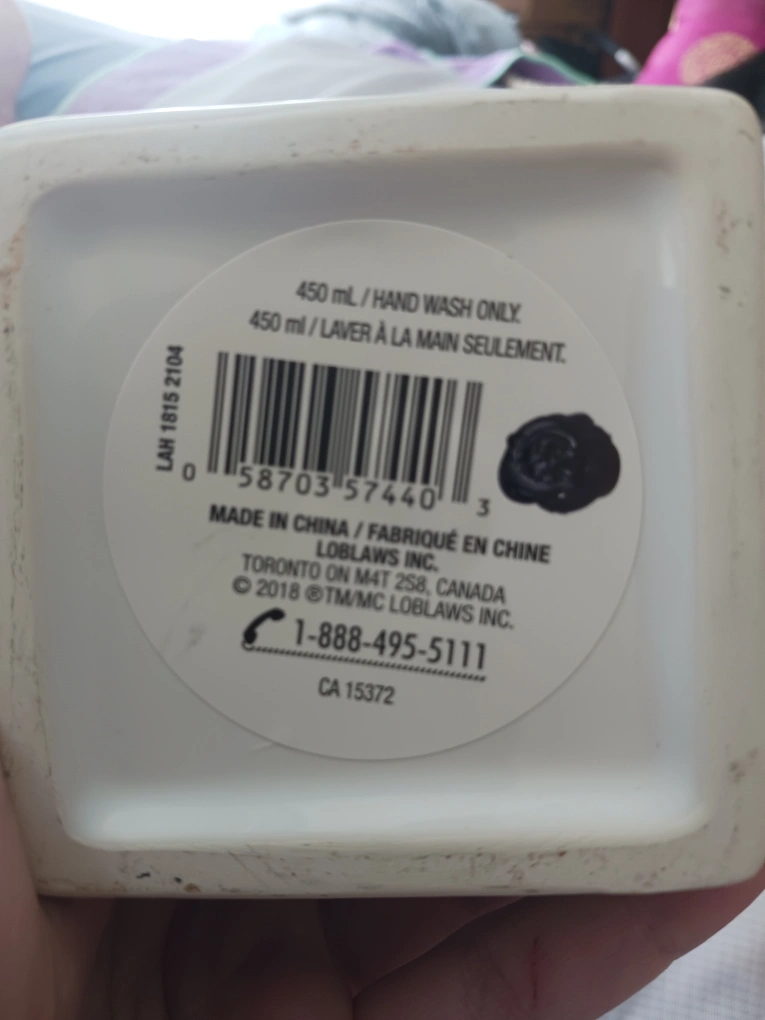 450 mL / HAND WASH ONLY.
450 ml / LAVER À LA MAIN SEULEMENT.
LAH 1815 2104
0 58703 57440 3
MADE IN CHINA / FABRIQUÉ EN CHINE
LOBLAWS INC.
TORONTO ON M4T 2S8, CANADA
© 2018 ®TM/MC LOBLAWS INC.
1-888-495-5111
CA 15372